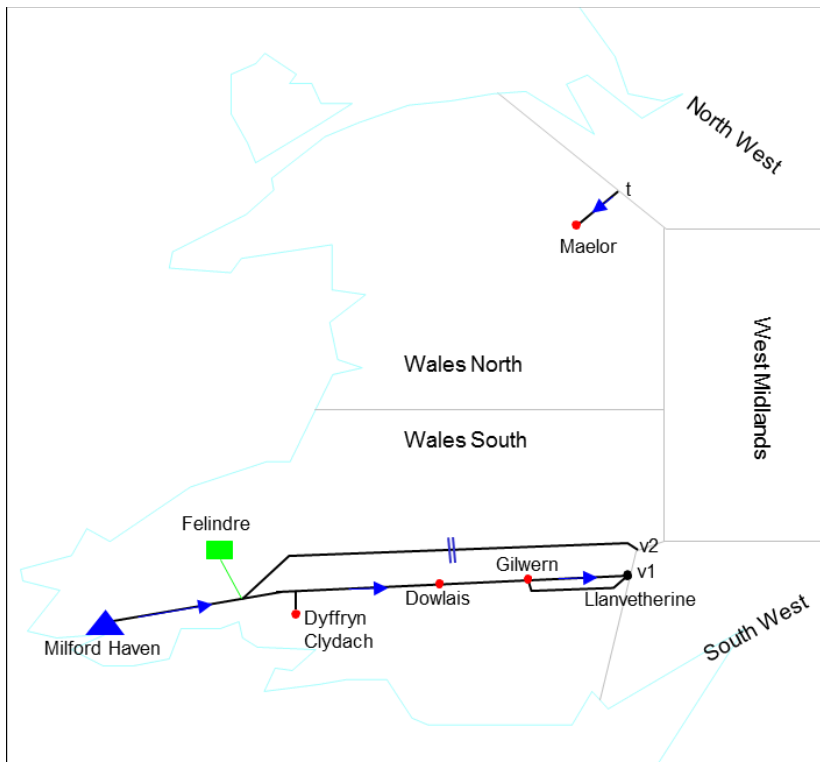 North West
t
Maelor
West Midlands
Wales North
Wales South
Felindre
v2
Gilwern
v1
Dowlais
Llanvetherine
Dyffryn
Clydach
Milford Haven
South West